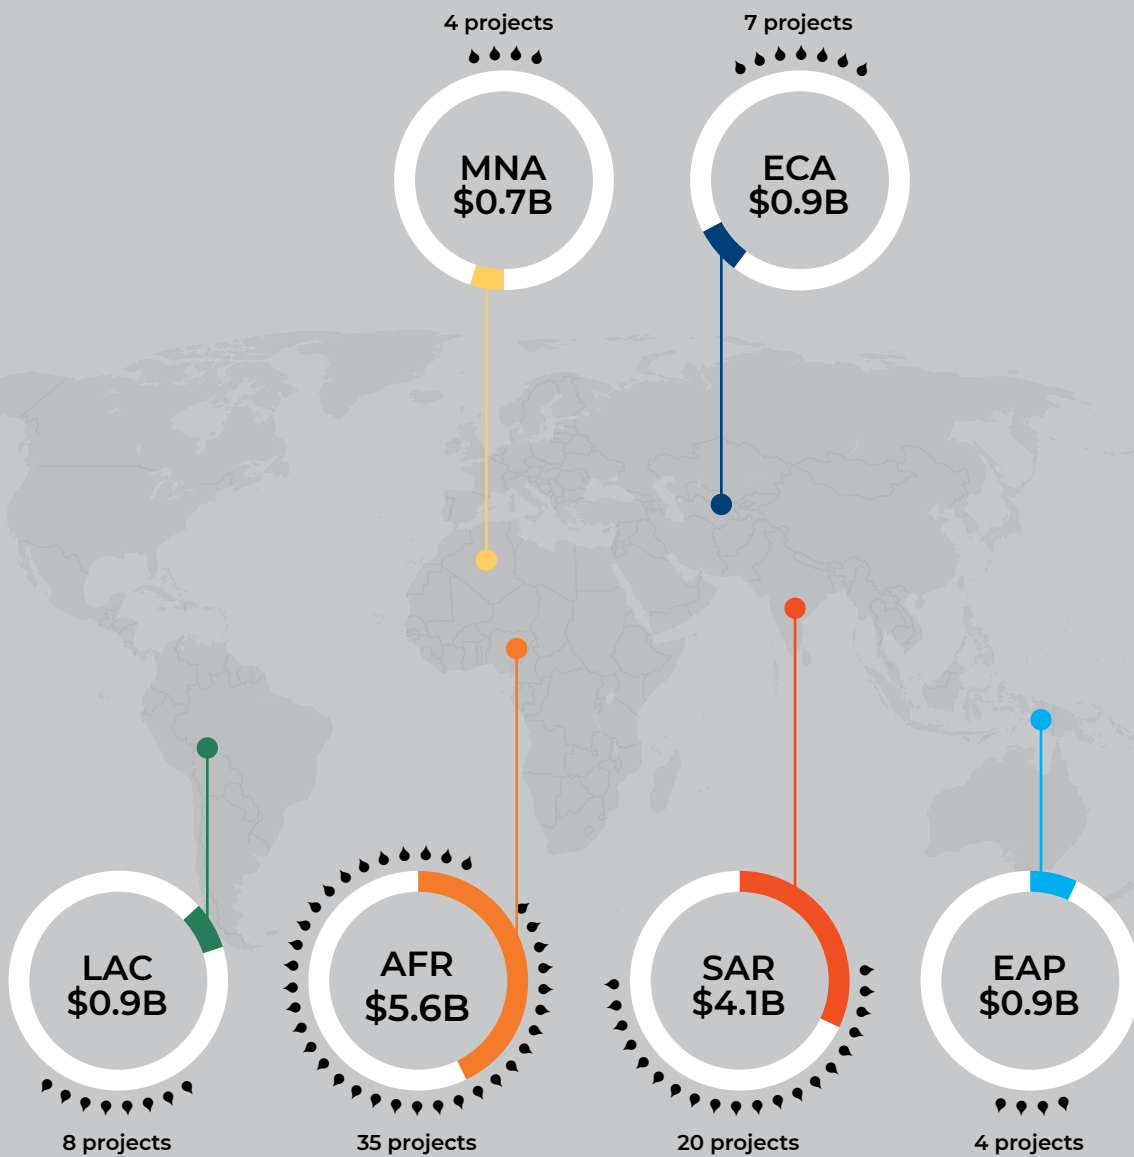 4 projects
7 projects
MNA
$0.7B
ECA
$0.9B
LAC
$0.9B
AFR
$5.6B
SAR
$4.1B
EAP
$0.9B
8 projects
35 projects
20 projects
4 projects